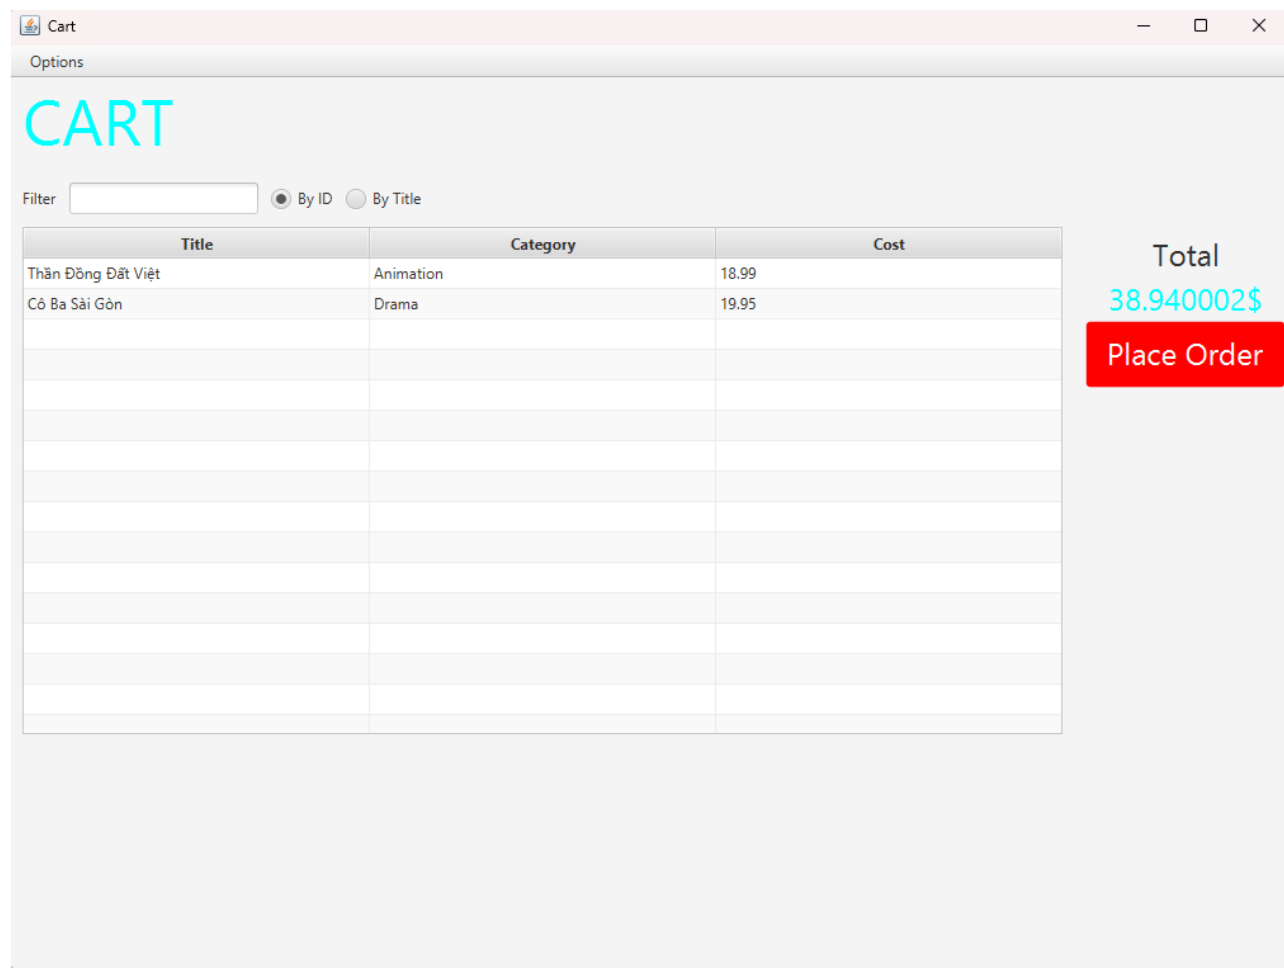 Cart
Options
CART
Filter By ID By Title
Title Category Cost
Thần Đồng Đất Việt Animation 18.99
Cô Ba Sài Gòn Drama 19.95
Total
38.940002$
Place Order